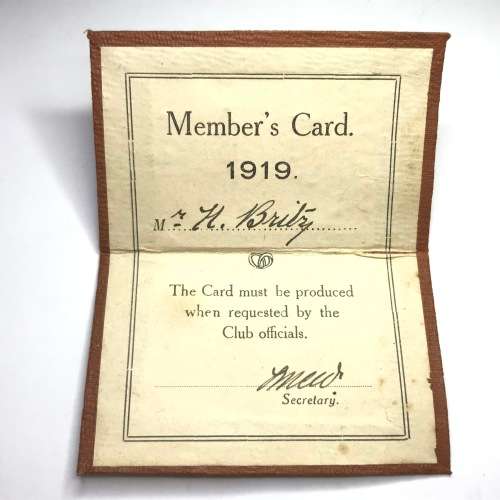 Member's Card.
1919.
Mr H. Britz
The Card must be produced
when requested by the
Club officials.
Secretary.